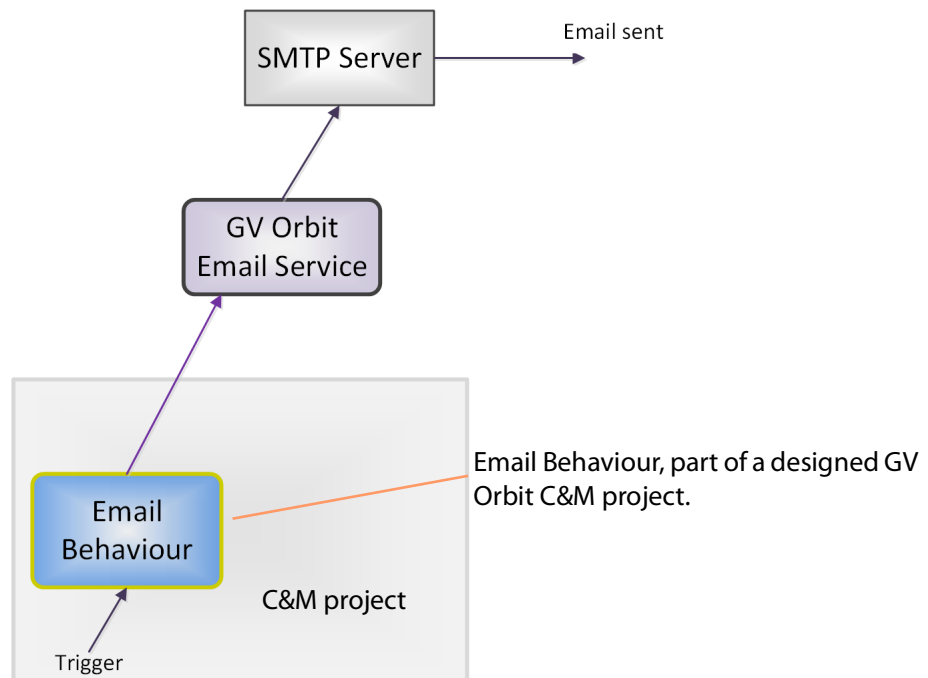 Email sent
SMTP Server
GV Orbit
Email Service
Email Behaviour, part of a designed GV
Orbit C&M project.
Email
Behaviour
C&M project
Trigger